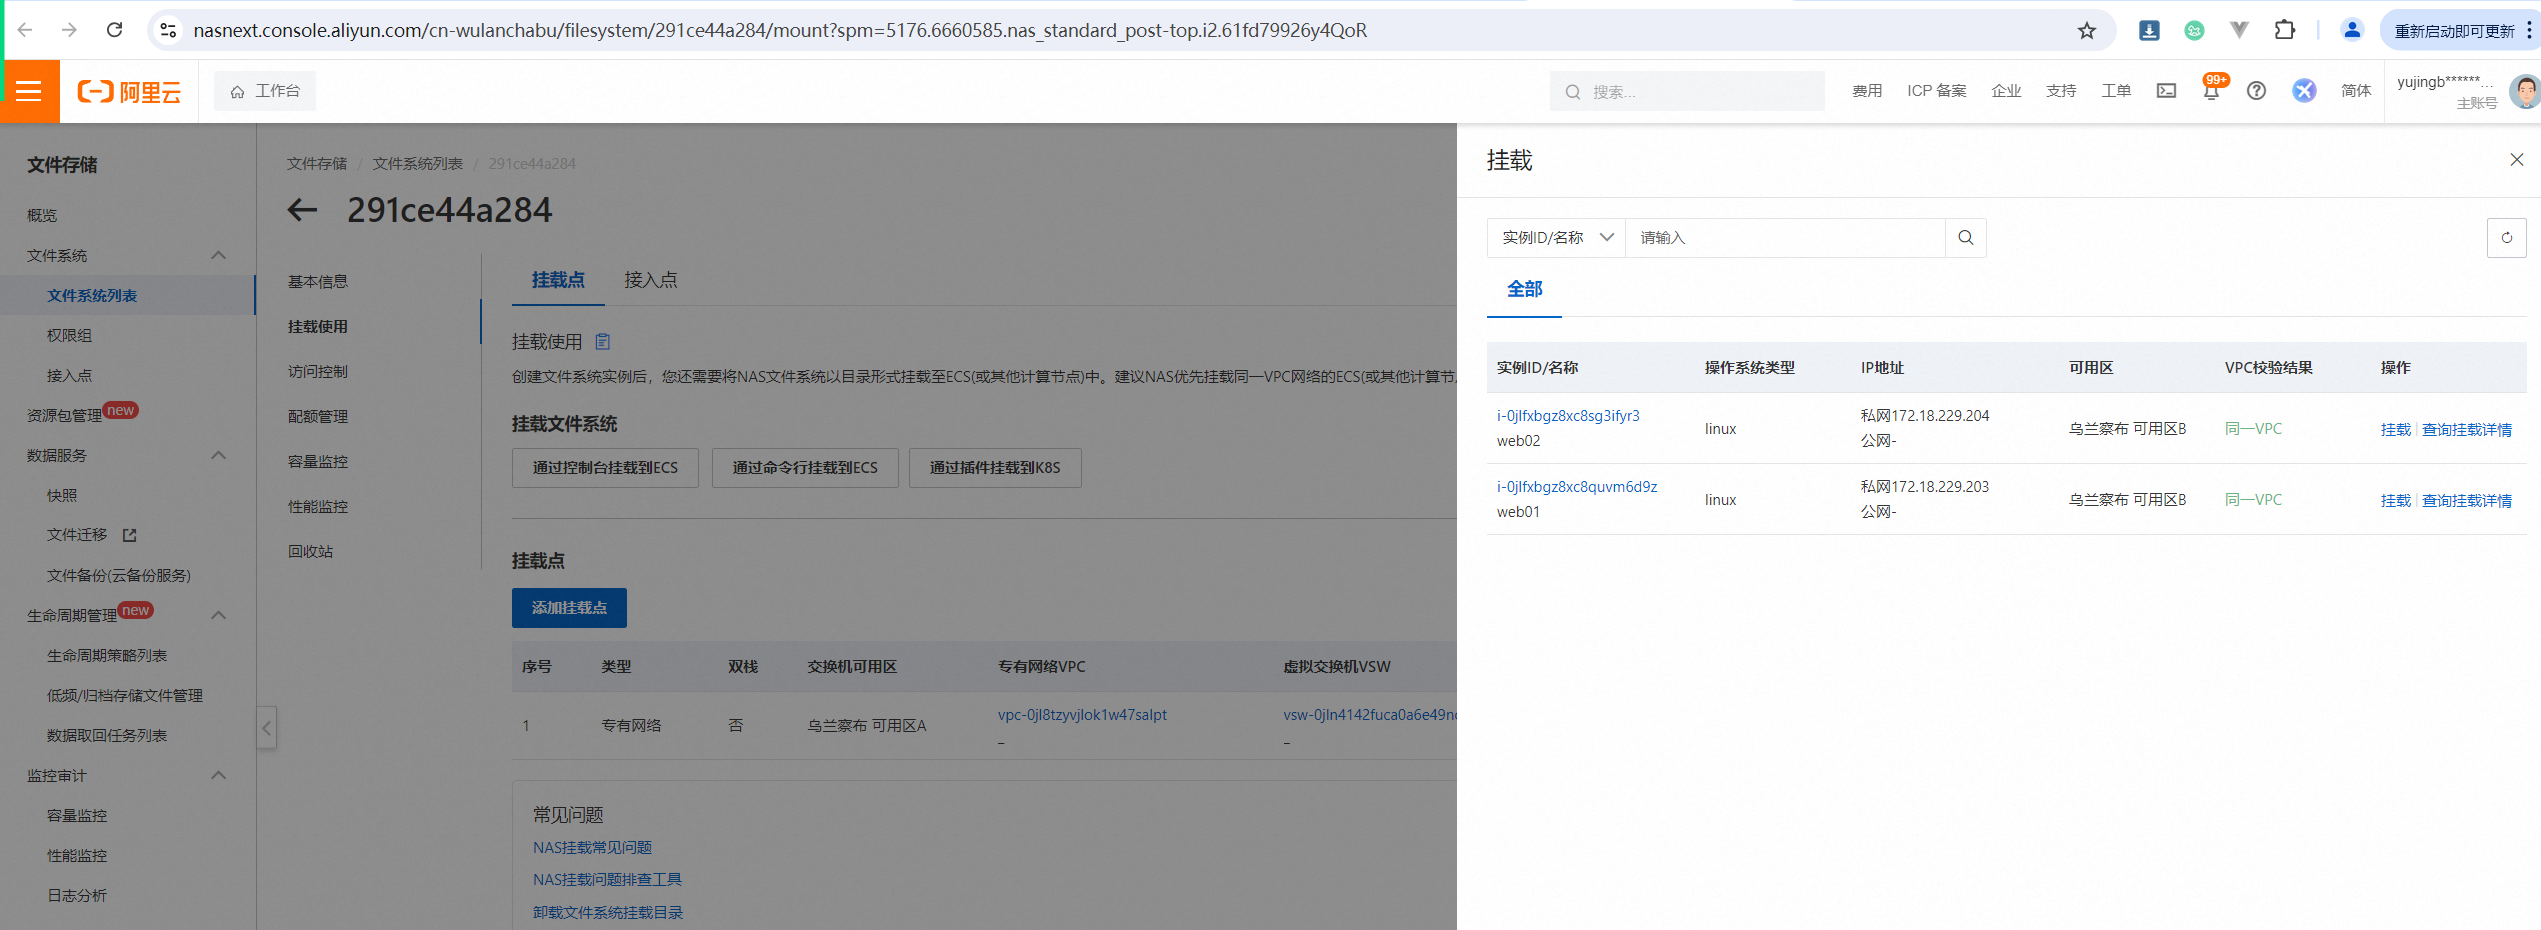 nasnext.console.aliyun.com/cn-wulanchabu/filesystem/291ce44a284/mount?spm=5176.6660585.nas_standard_post-top.i2.61fd79926y4QoR
重新启动即可更新
阿里云
工作台
搜索...
费用
ICP 备案
企业
支持
工单
99+
简体
yujingb******...
主账号
文件存储
概览
文件系统
文件系统列表
权限组
接入点
资源包管理 new
数据服务
快照
文件迁移
文件备份(云备份服务)
生命周期管理 new
生命周期策略列表
低频/归档存储文件管理
数据取回任务列表
监控审计
容量监控
性能监控
日志分析
文件存储 / 文件系统列表 / 291ce44a284
291ce44a284
基本信息
挂载使用
访问控制
配额管理
容量监控
性能监控
回收站
挂载点 接入点
挂载使用
创建文件系统实例后，您还需要将NAS文件系统以目录形式挂载至ECS(或其他计算节点)中。建议NAS优先挂载同一VPC网络的ECS(或其他计算节
挂载文件系统
通过控制台挂载到ECS 通过命令行挂载到ECS 通过插件挂载到K8S
挂载点
添加挂载点
序号 类型 双栈 交换机可用区 专有网络VPC 虚拟交换机VSW
1 专有网络 否 乌兰察布 可用区A vpc-0jl8tzyvjlok1w47salpt vsw-0jln4142fuca0a6e49n
– –
常见问题
NAS挂载常见问题
NAS挂载问题排查工具
卸载文件系统挂载目录
挂载
实例ID/名称 请输入
全部
实例ID/名称 操作系统类型 IP地址 可用区 VPC校验结果 操作
i-0jlfxbgz8xc8sg3ifyr3
web02
linux
私网172.18.229.204
公网-
乌兰察布 可用区B
同一VPC
挂载 | 查询挂载详情
i-0jlfxbgz8xc8quvm6d9z
web01
linux
私网172.18.229.203
公网-
乌兰察布 可用区B
同一VPC
挂载 | 查询挂载详情